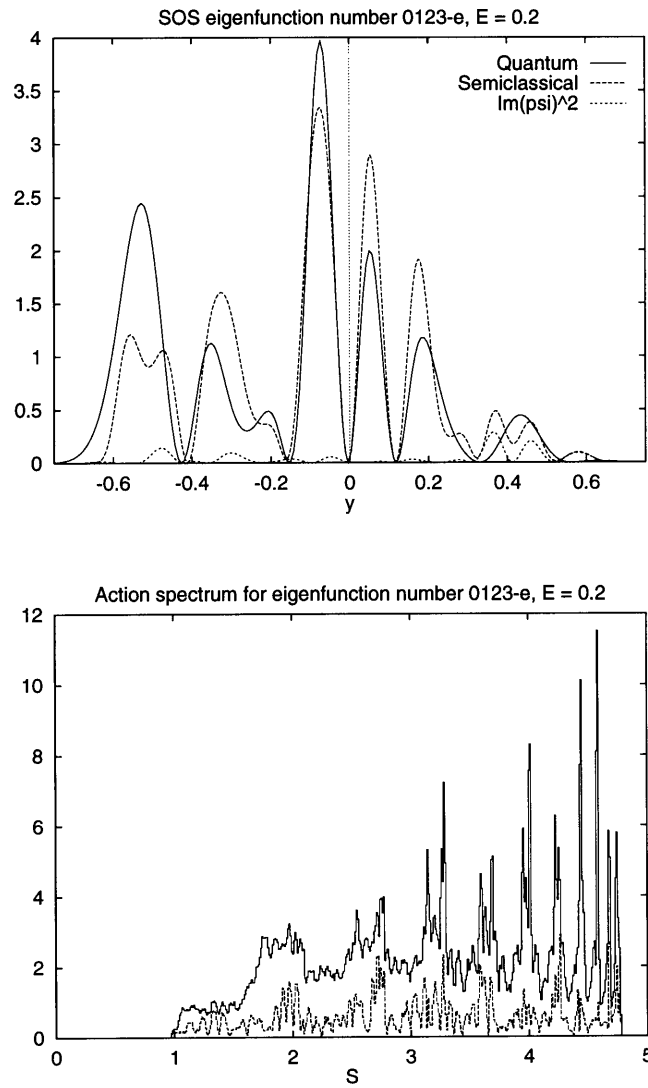 SOS eigenfunction number 0123-e, E = 0.2
4
3.5
3
2.5
2
1.5
1
0.5
0
Quantum
Semiclassical
Im(psi)^2
-0.6 -0.4 -0.2 0 0.2 0.4 0.6
y
Action spectrum for eigenfunction number 0123-e, E = 0.2
12
10
8
6
4
2
0
0 1 2 3 4 5
S